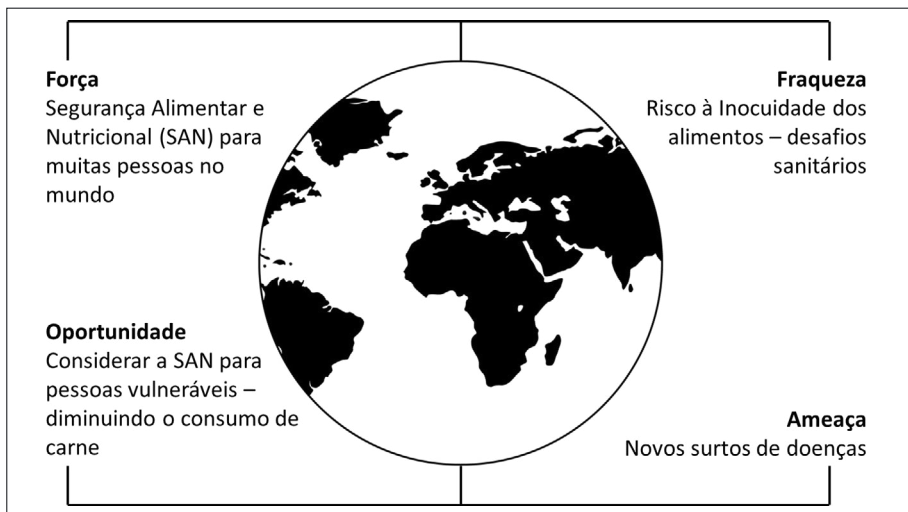 Força
Segurança Alimentar e
Nutricional (SAN) para
muitas pessoas no
mundo
Fraqueza
Risco à Inocuidade dos
alimentos – desafios
sanitários
Oportunidade
Considerar a SAN para
pessoas vulneráveis –
diminuindo o consumo de
carne
Ameaça
Novos surtos de doenças